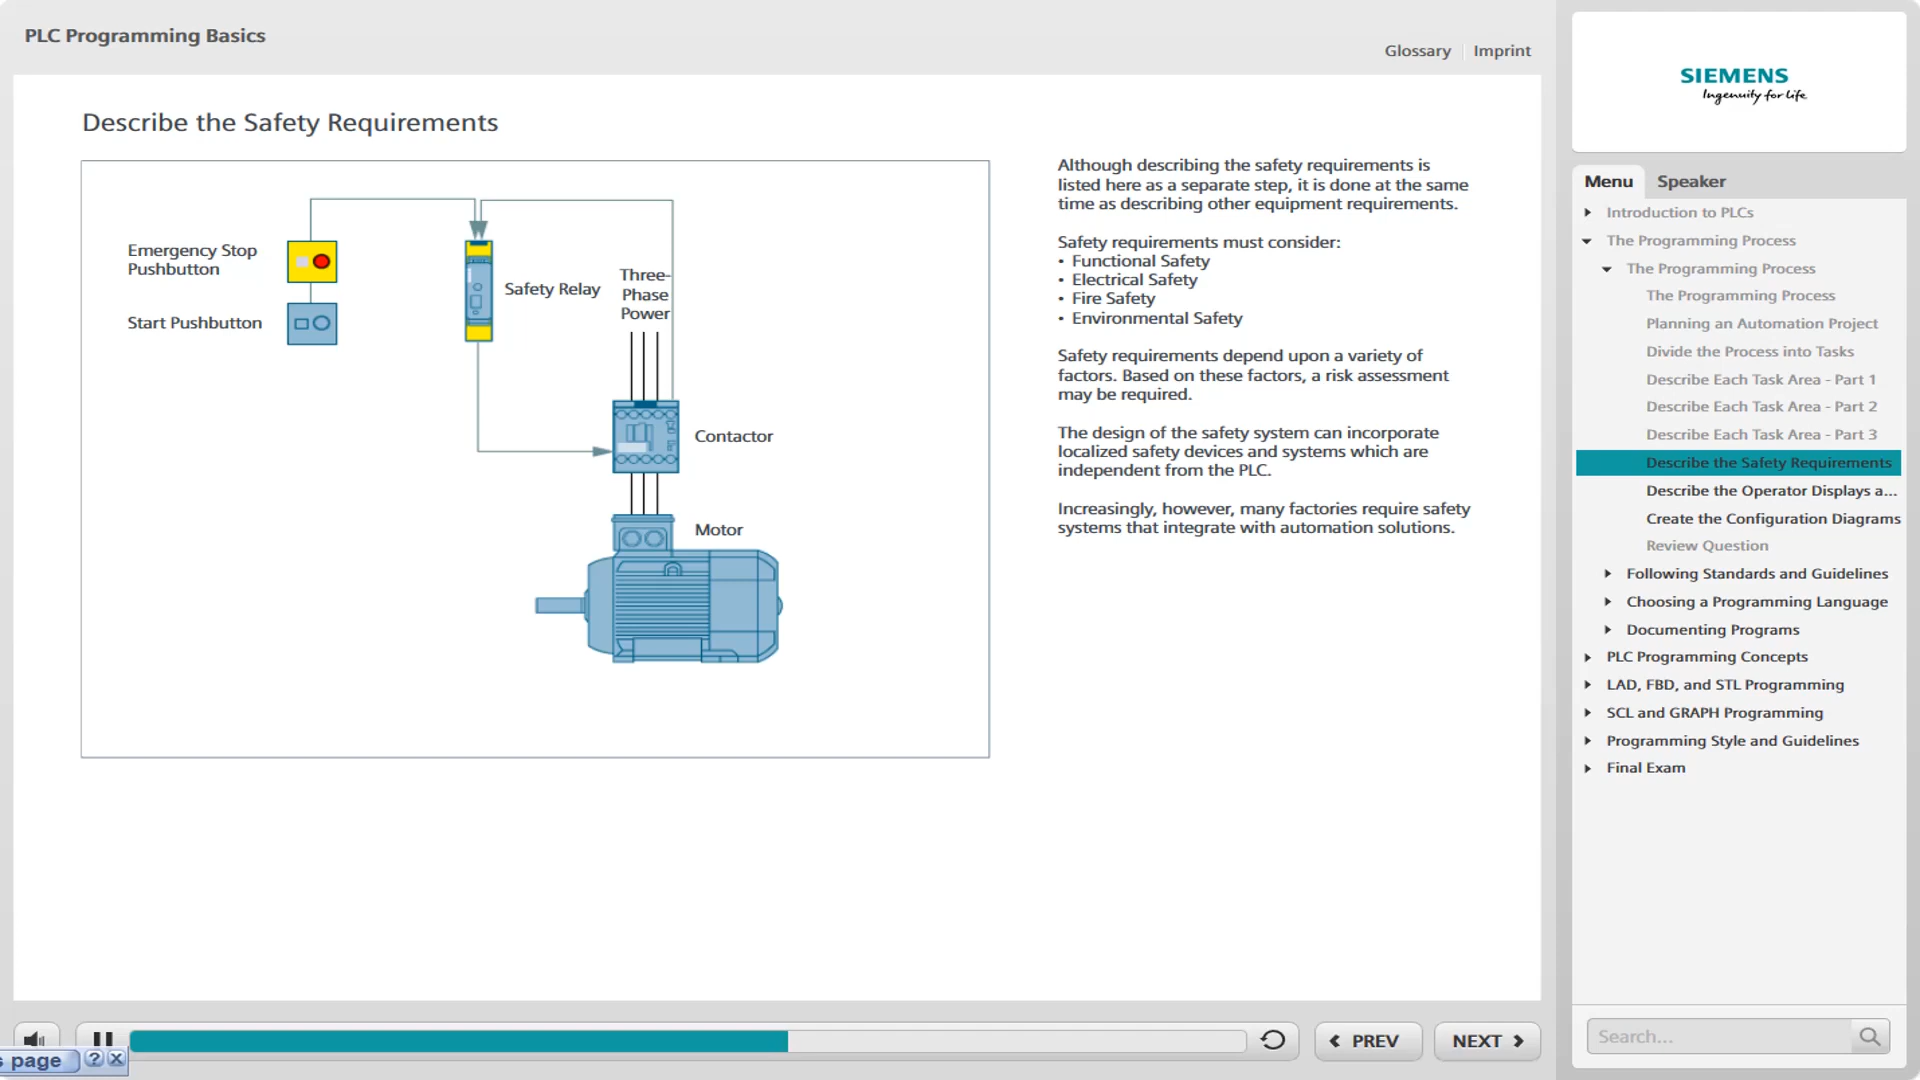 PLC Programming Basics
Glossary
Imprint
SIEMENS
Ingenuity for life
Describe the Safety Requirements
Emergency Stop
Pushbutton
Start Pushbutton
Safety Relay
Three-
Phase
Power
Contactor
Motor
Although describing the safety requirements is
listed here as a separate step, it is done at the same
time as describing other equipment requirements.
Safety requirements must consider:
• Functional Safety
• Electrical Safety
• Fire Safety
• Environmental Safety
Safety requirements depend upon a variety of
factors. Based on these factors, a risk assessment
may be required.
The design of the safety system can incorporate
localized safety devices and systems which are
independent from the PLC.
Increasingly, however, many factories require safety
systems that integrate with automation solutions.
Menu
Speaker
Introduction to PLCs
The Programming Process
The Programming Process
The Programming Process
Planning an Automation Project
Divide the Process into Tasks
Describe Each Task Area - Part 1
Describe Each Task Area - Part 2
Describe Each Task Area - Part 3
Describe the Safety Requirements
Describe the Operator Displays a...
Create the Configuration Diagrams
Review Question
Following Standards and Guidelines
Choosing a Programming Language
Documenting Programs
PLC Programming Concepts
LAD, FBD, and STL Programming
SCL and GRAPH Programming
Programming Style and Guidelines
Final Exam
PREV
NEXT
Search...
s page
?